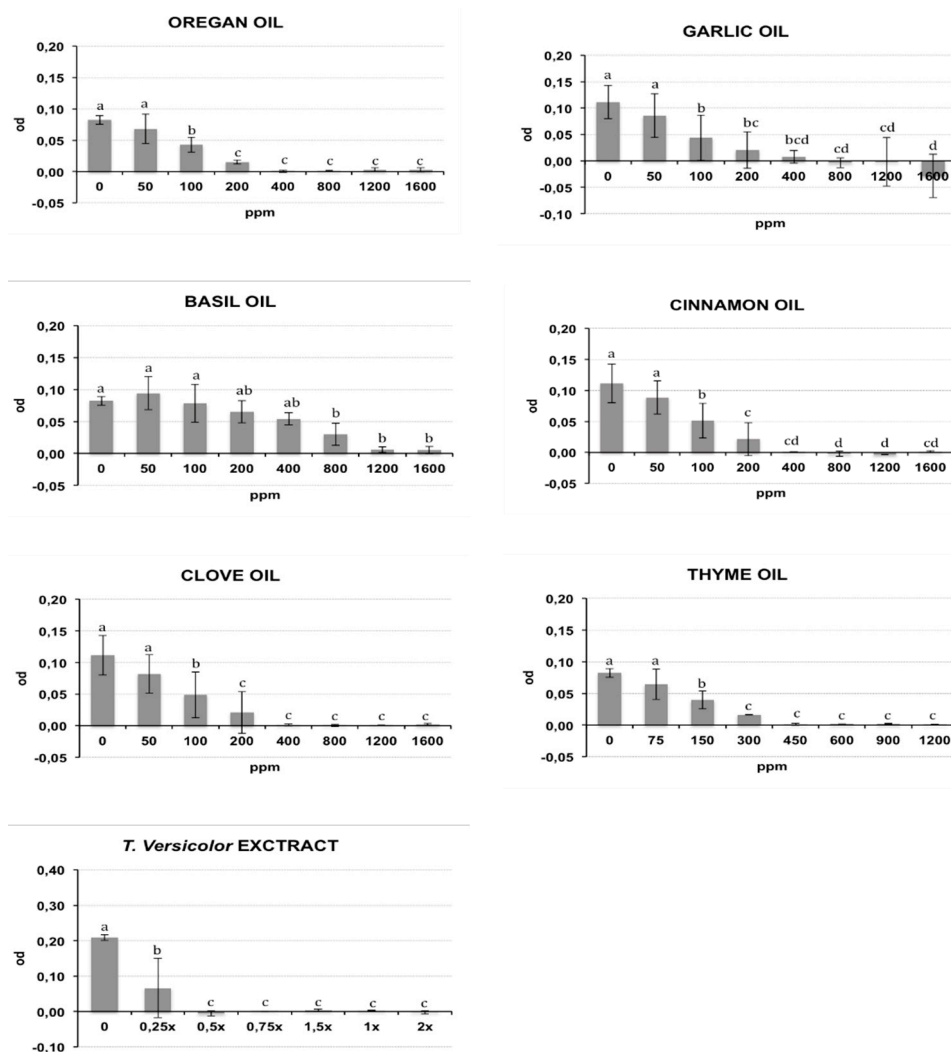 OREGAN OIL
0,20
0,15
0,10
0,05
0,00
-0,05
od
a a b c c c c c
0 50 100 200 400 800 1200 1600
ppm
GARLIC OIL
0,20
0,15
0,10
0,05
0,00
-0,05
-0,10
od
a a b bc bcd cd cd d
0 50 100 200 400 800 1200 1600
ppm
BASIL OIL
0,20
0,15
0,10
0,05
0,00
-0,05
od
a a a ab ab b b b
0 50 100 200 400 800 1200 1600
ppm
CINNAMON OIL
0,20
0,15
0,10
0,05
0,00
-0,05
od
a a b c cd d d cd
0 50 100 200 400 800 1200 1600
ppm
CLOVE OIL
0,20
0,15
0,10
0,05
0,00
-0,05
od
a a b c c c c c
0 50 100 200 400 800 1200 1600
ppm
THYME OIL
0,20
0,15
0,10
0,05
0,00
-0,05
od
a a b c c c c c
0 75 150 300 450 600 900 1200
ppm
T. Versicolor EXCTRACT
0,40
0,30
0,20
0,10
0,00
-0,10
od
a b c c c c c
0 0,25x 0,5x 0,75x 1,5x 1x 2x